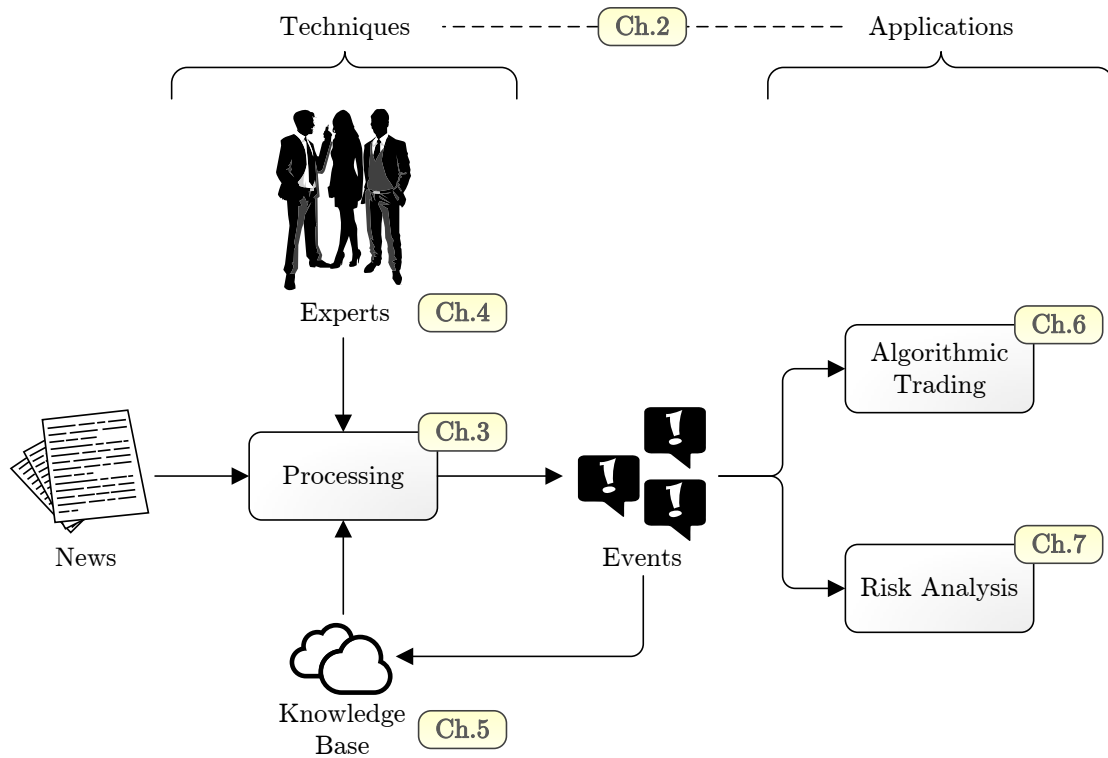 Techniques
Ch.2
Applications
Experts
Ch.4
Ch.6
Algorithmic
Trading
Ch.3
Processing
News
Events
Ch.7
Risk Analysis
Knowledge
Base
Ch.5